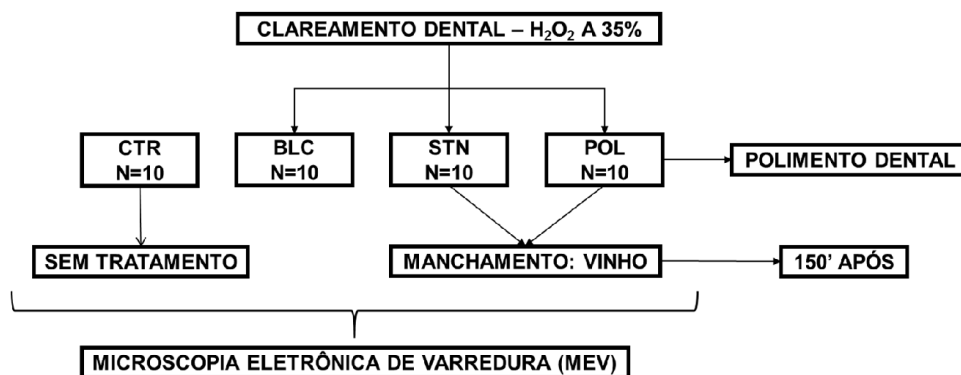 CLAREAMENTO DENTAL – H₂O₂ A 35%
CTR
N=10
BLC
N=10
STN
N=10
POL
N=10
POLIMENTO DENTAL
SEM TRATAMENTO
MANCHAMENTO: VINHO
150' APÓS
MICROSCOPIA ELETRÔNICA DE VARREDURA (MEV)